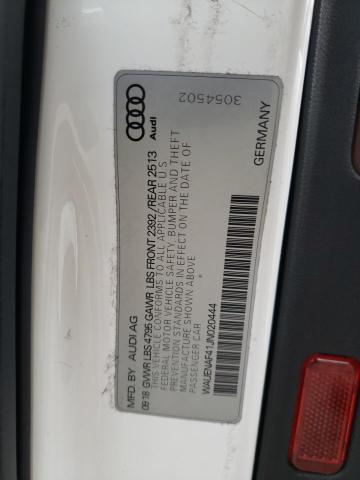 Audi
3054502
MFD. BY AUDI AG GERMANY
0918 GVWR LBS 4795 GAWR LBS FRONT 2392 /REAR 2513
THIS VEHICLE CONFORMS TO ALL APPLICABLE U S
FEDERAL MOTOR VEHICLE SAFETY, BUMPER AND THEFT
PREVENTION STANDARDS IN EFFECT ON THE DATE OF
MANUFACTURE SHOWN ABOVE
PASSENGER CAR
WAUENAF41JN020444